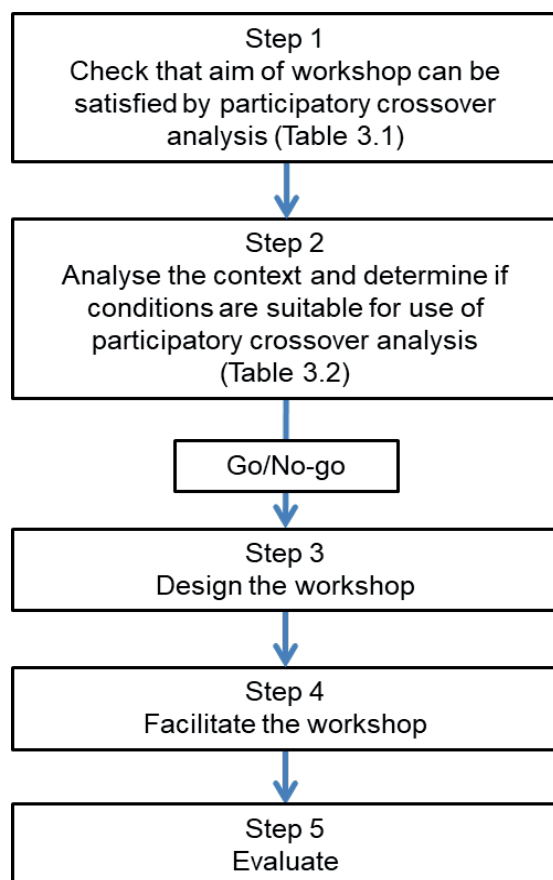 Step 1
Check that aim of workshop can be
satisfied by participatory crossover
analysis (Table 3.1)
Step 2
Analyse the context and determine if
conditions are suitable for use of
participatory crossover analysis
(Table 3.2)
Go/No-go
Step 3
Design the workshop
Step 4
Facilitate the workshop
Step 5
Evaluate